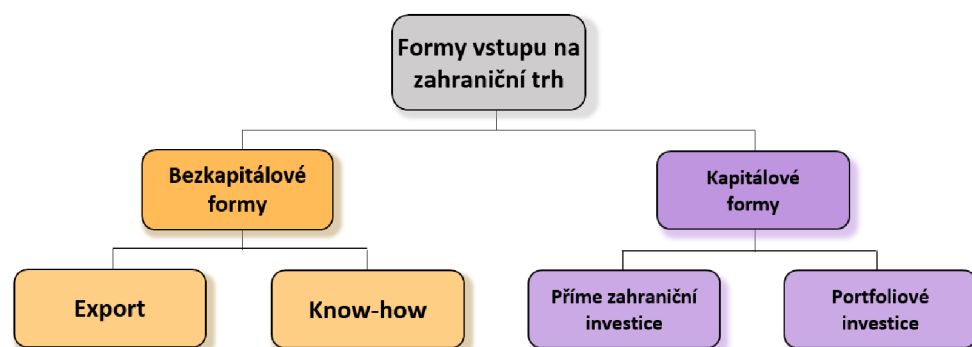 Formy vstupu na
zahraniční trh
Bezkapitálové
formy
Kapitálové
formy
Export
Know-how
Příme zahraniční
investice
Portfoliové
investice